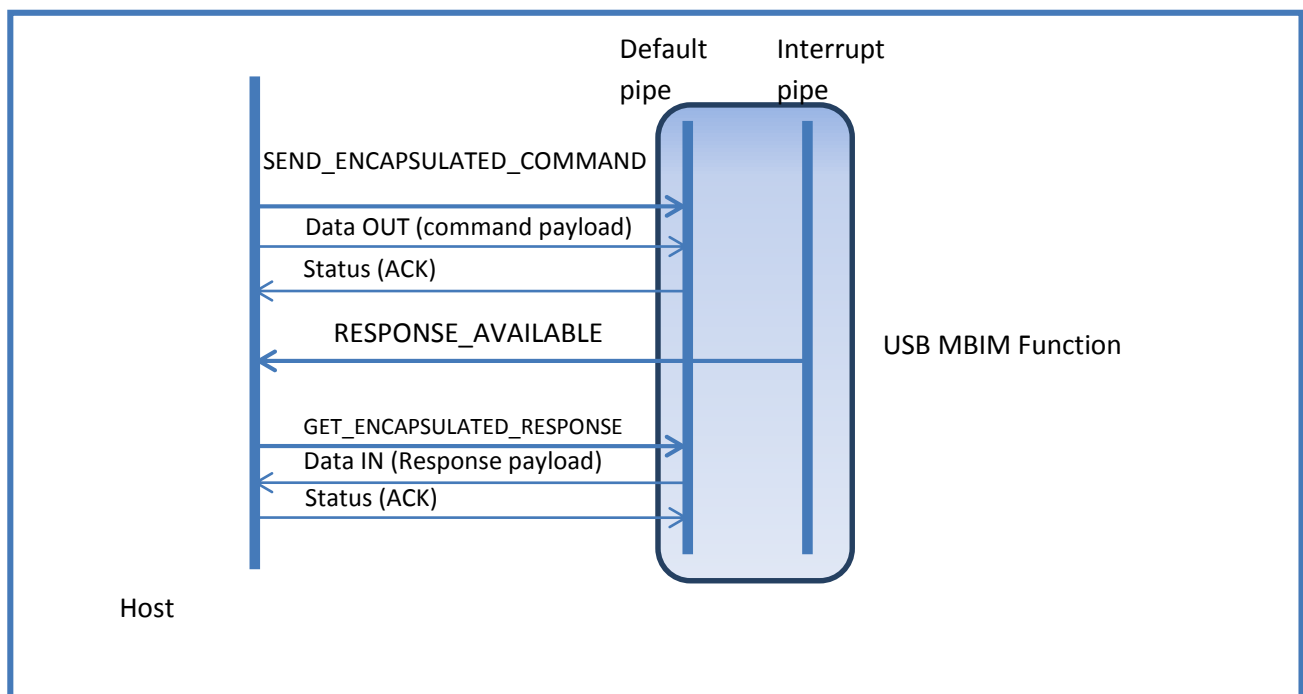 Default
pipe
Interrupt
pipe
SEND_ENCAPSULATED_COMMAND
Data OUT (command payload)
Status (ACK)
RESPONSE_AVAILABLE
USB MBIM Function
GET_ENCAPSULATED_RESPONSE
Data IN (Response payload)
Status (ACK)
Host